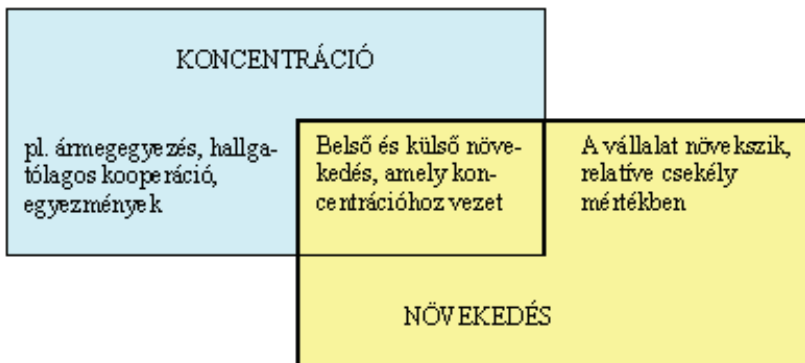 KONCENTRÁCIÓ
pl. ármegegyezés, hallga-
tólagos kooperáció,
egyezmények
Belső és külső növe-
kedés, amely kon-
centrációhoz vezet
A vállalat növekszik,
relatíve csekély
mértékben
NÖVEKEDÉS